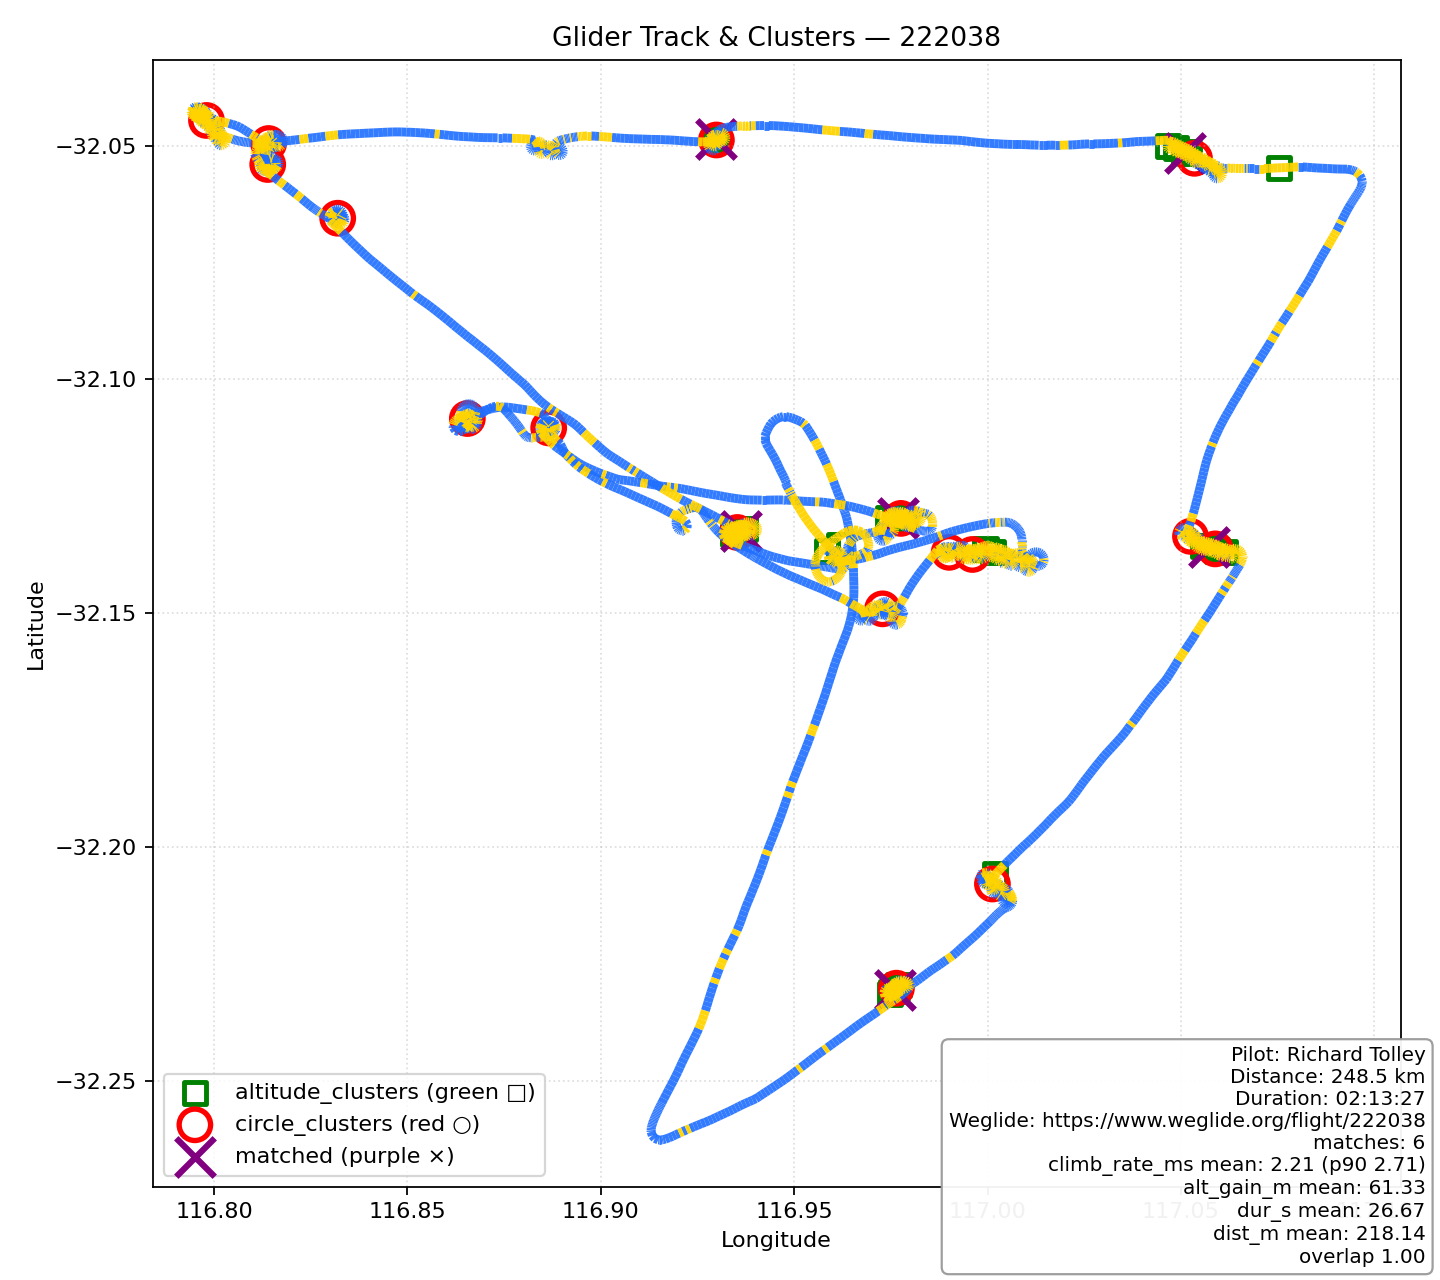 Glider Track & Clusters — 222038
Latitude
−32.05
−32.10
−32.15
−32.20
−32.25
altitude_clusters (green □)
circle_clusters (red ○)
matched (purple ×)
Pilot: Richard Tolley
Distance: 248.5 km
Duration: 02:13:27
Weglide: https://www.weglide.org/flight/222038
matches: 6
climb_rate_ms mean: 2.21 (p90 2.71)
alt_gain_m mean: 61.33
dur_s mean: 26.67
dist_m mean: 218.14
overlap 1.00
116.80 116.85 116.90 116.95 117.00 117.05
Longitude